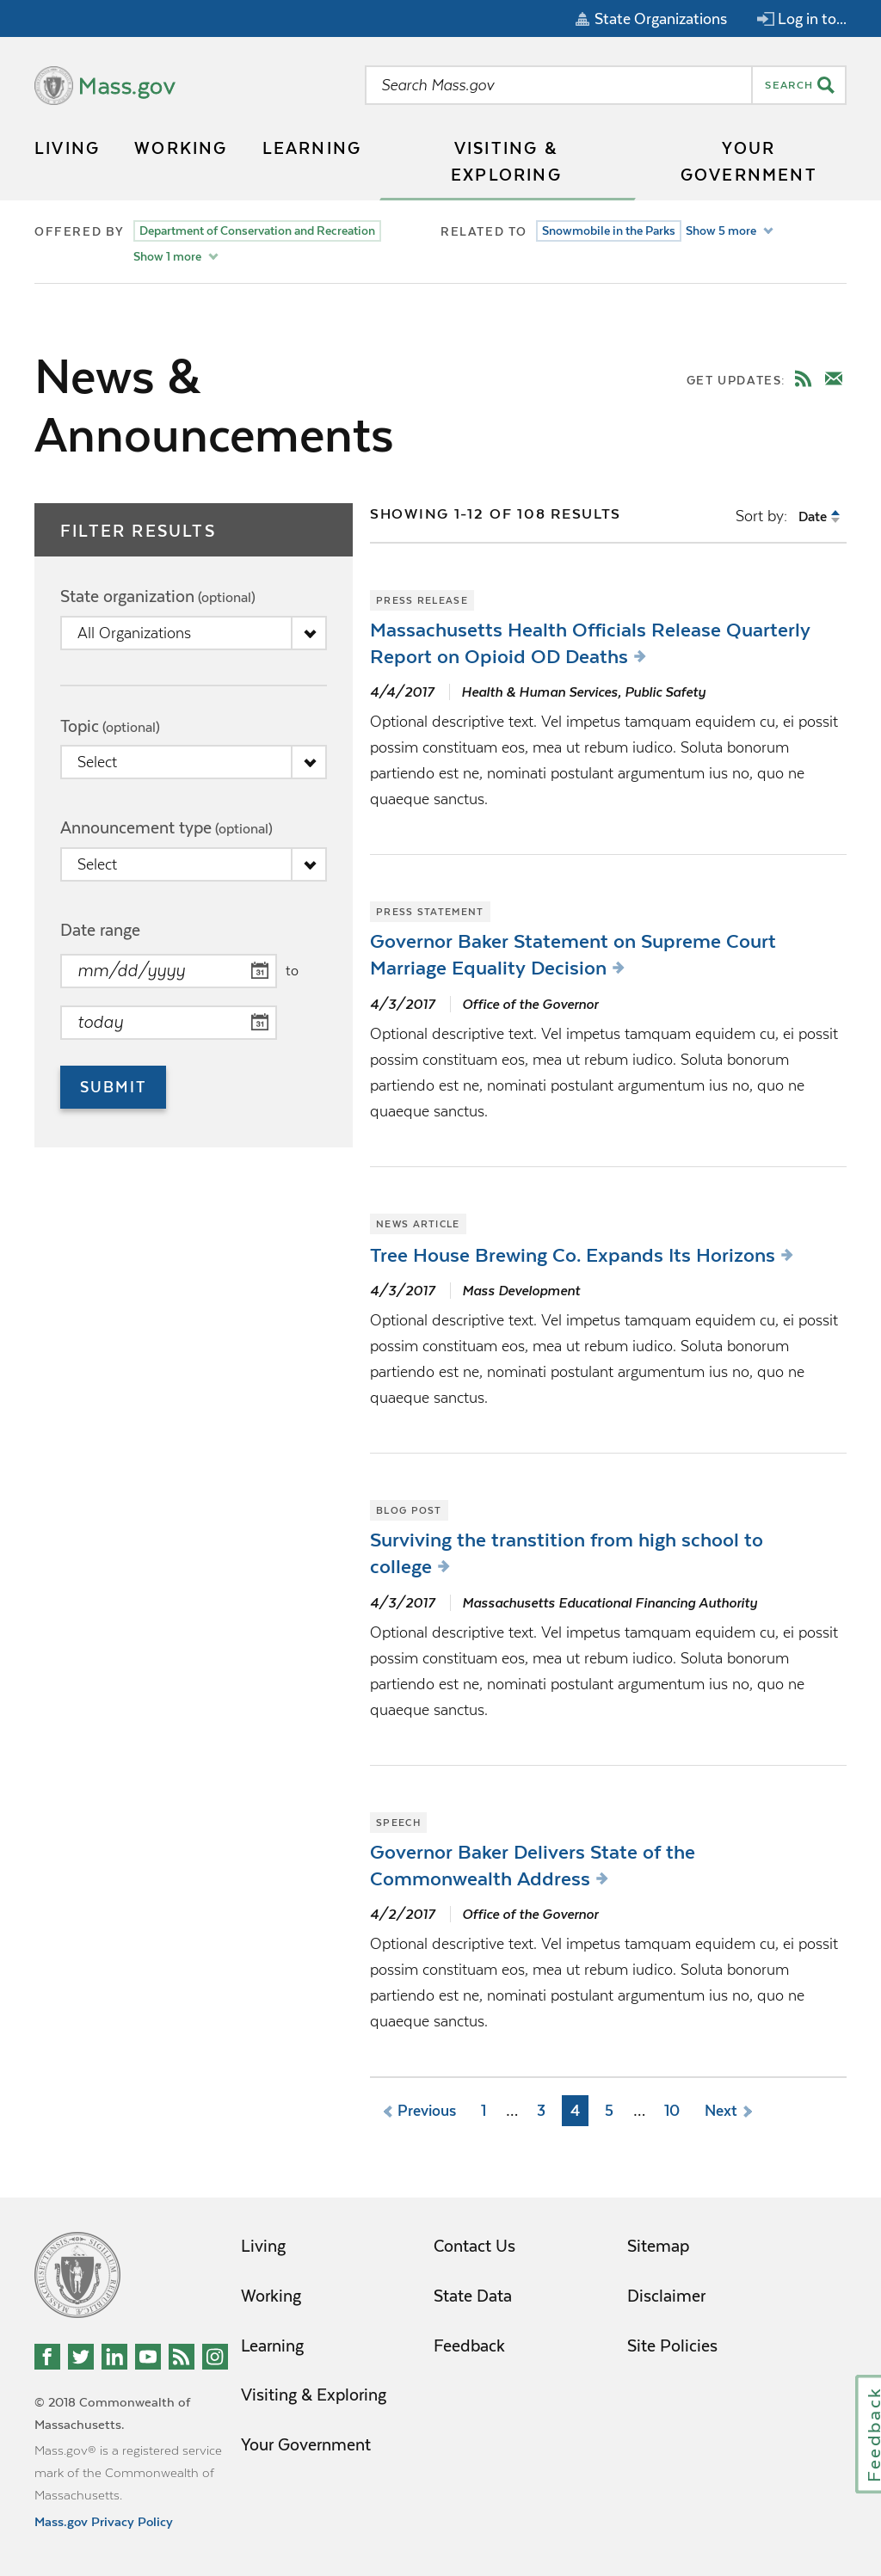 State Organizations
Log in to...
Mass.gov
Search Mass.gov
SEARCH
LIVING
WORKING
LEARNING
VISITING &
EXPLORING
YOUR
GOVERNMENT
OFFERED BY
Department of Conservation and Recreation
Show 1 more
RELATED TO
Snowmobile in the Parks
Show 5 more
News &
Announcements
GET UPDATES:
FILTER RESULTS
State organization (optional)
All Organizations
Topic (optional)
Select
Announcement type (optional)
Select
Date range
mm/dd/yyyy
31
to
today
31
SUBMIT
SHOWING 1-12 OF 108 RESULTS
Sort by:
Date
PRESS RELEASE
Massachusetts Health Officials Release Quarterly
Report on Opioid OD Deaths
4/4/2017
Health & Human Services, Public Safety
Optional descriptive text. Vel impetus tamquam equidem cu, ei possit
possim constituam eos, mea ut rebum iudico. Soluta bonorum
partiendo est ne, nominati postulant argumentum ius no, quo ne
quaeque sanctus.
PRESS STATEMENT
Governor Baker Statement on Supreme Court
Marriage Equality Decision
4/3/2017
Office of the Governor
Optional descriptive text. Vel impetus tamquam equidem cu, ei possit
possim constituam eos, mea ut rebum iudico. Soluta bonorum
partiendo est ne, nominati postulant argumentum ius no, quo ne
quaeque sanctus.
NEWS ARTICLE
Tree House Brewing Co. Expands Its Horizons
4/3/2017
Mass Development
Optional descriptive text. Vel impetus tamquam equidem cu, ei possit
possim constituam eos, mea ut rebum iudico. Soluta bonorum
partiendo est ne, nominati postulant argumentum ius no, quo ne
quaeque sanctus.
BLOG POST
Surviving the transtition from high school to
college
4/3/2017
Massachusetts Educational Financing Authority
Optional descriptive text. Vel impetus tamquam equidem cu, ei possit
possim constituam eos, mea ut rebum iudico. Soluta bonorum
partiendo est ne, nominati postulant argumentum ius no, quo ne
quaeque sanctus.
SPEECH
Governor Baker Delivers State of the
Commonwealth Address
4/2/2017
Office of the Governor
Optional descriptive text. Vel impetus tamquam equidem cu, ei possit
possim constituam eos, mea ut rebum iudico. Soluta bonorum
partiendo est ne, nominati postulant argumentum ius no, quo ne
quaeque sanctus.
Previous 1 ... 3 4 5 ... 10 Next
Living
Working
Learning
Visiting & Exploring
Your Government
Contact Us
State Data
Feedback
Sitemap
Disclaimer
Site Policies
© 2018 Commonwealth of
Massachusetts.
Mass.gov® is a registered service
mark of the Commonwealth of
Massachusetts.
Mass.gov Privacy Policy
Feedback